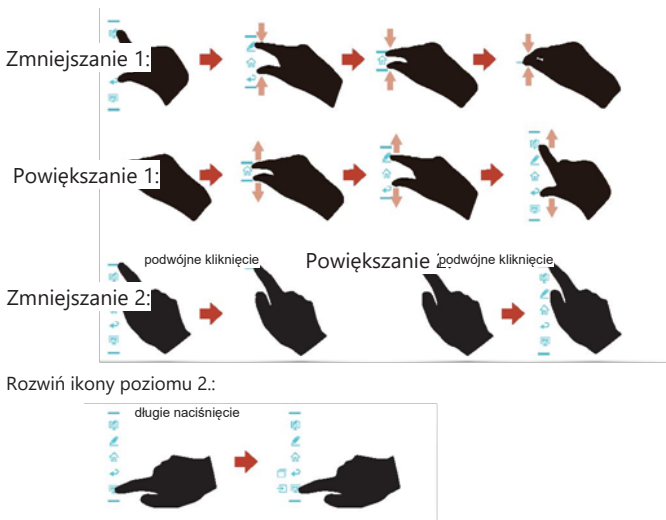 Zmniejszanie 1:
Powiększanie 1:
podwójne kliknięcie
Powiększanie 2:
podwójne kliknięcie
Zmniejszanie 2:
Rozwiń ikony poziomu 2.:
długie naciśnięcie